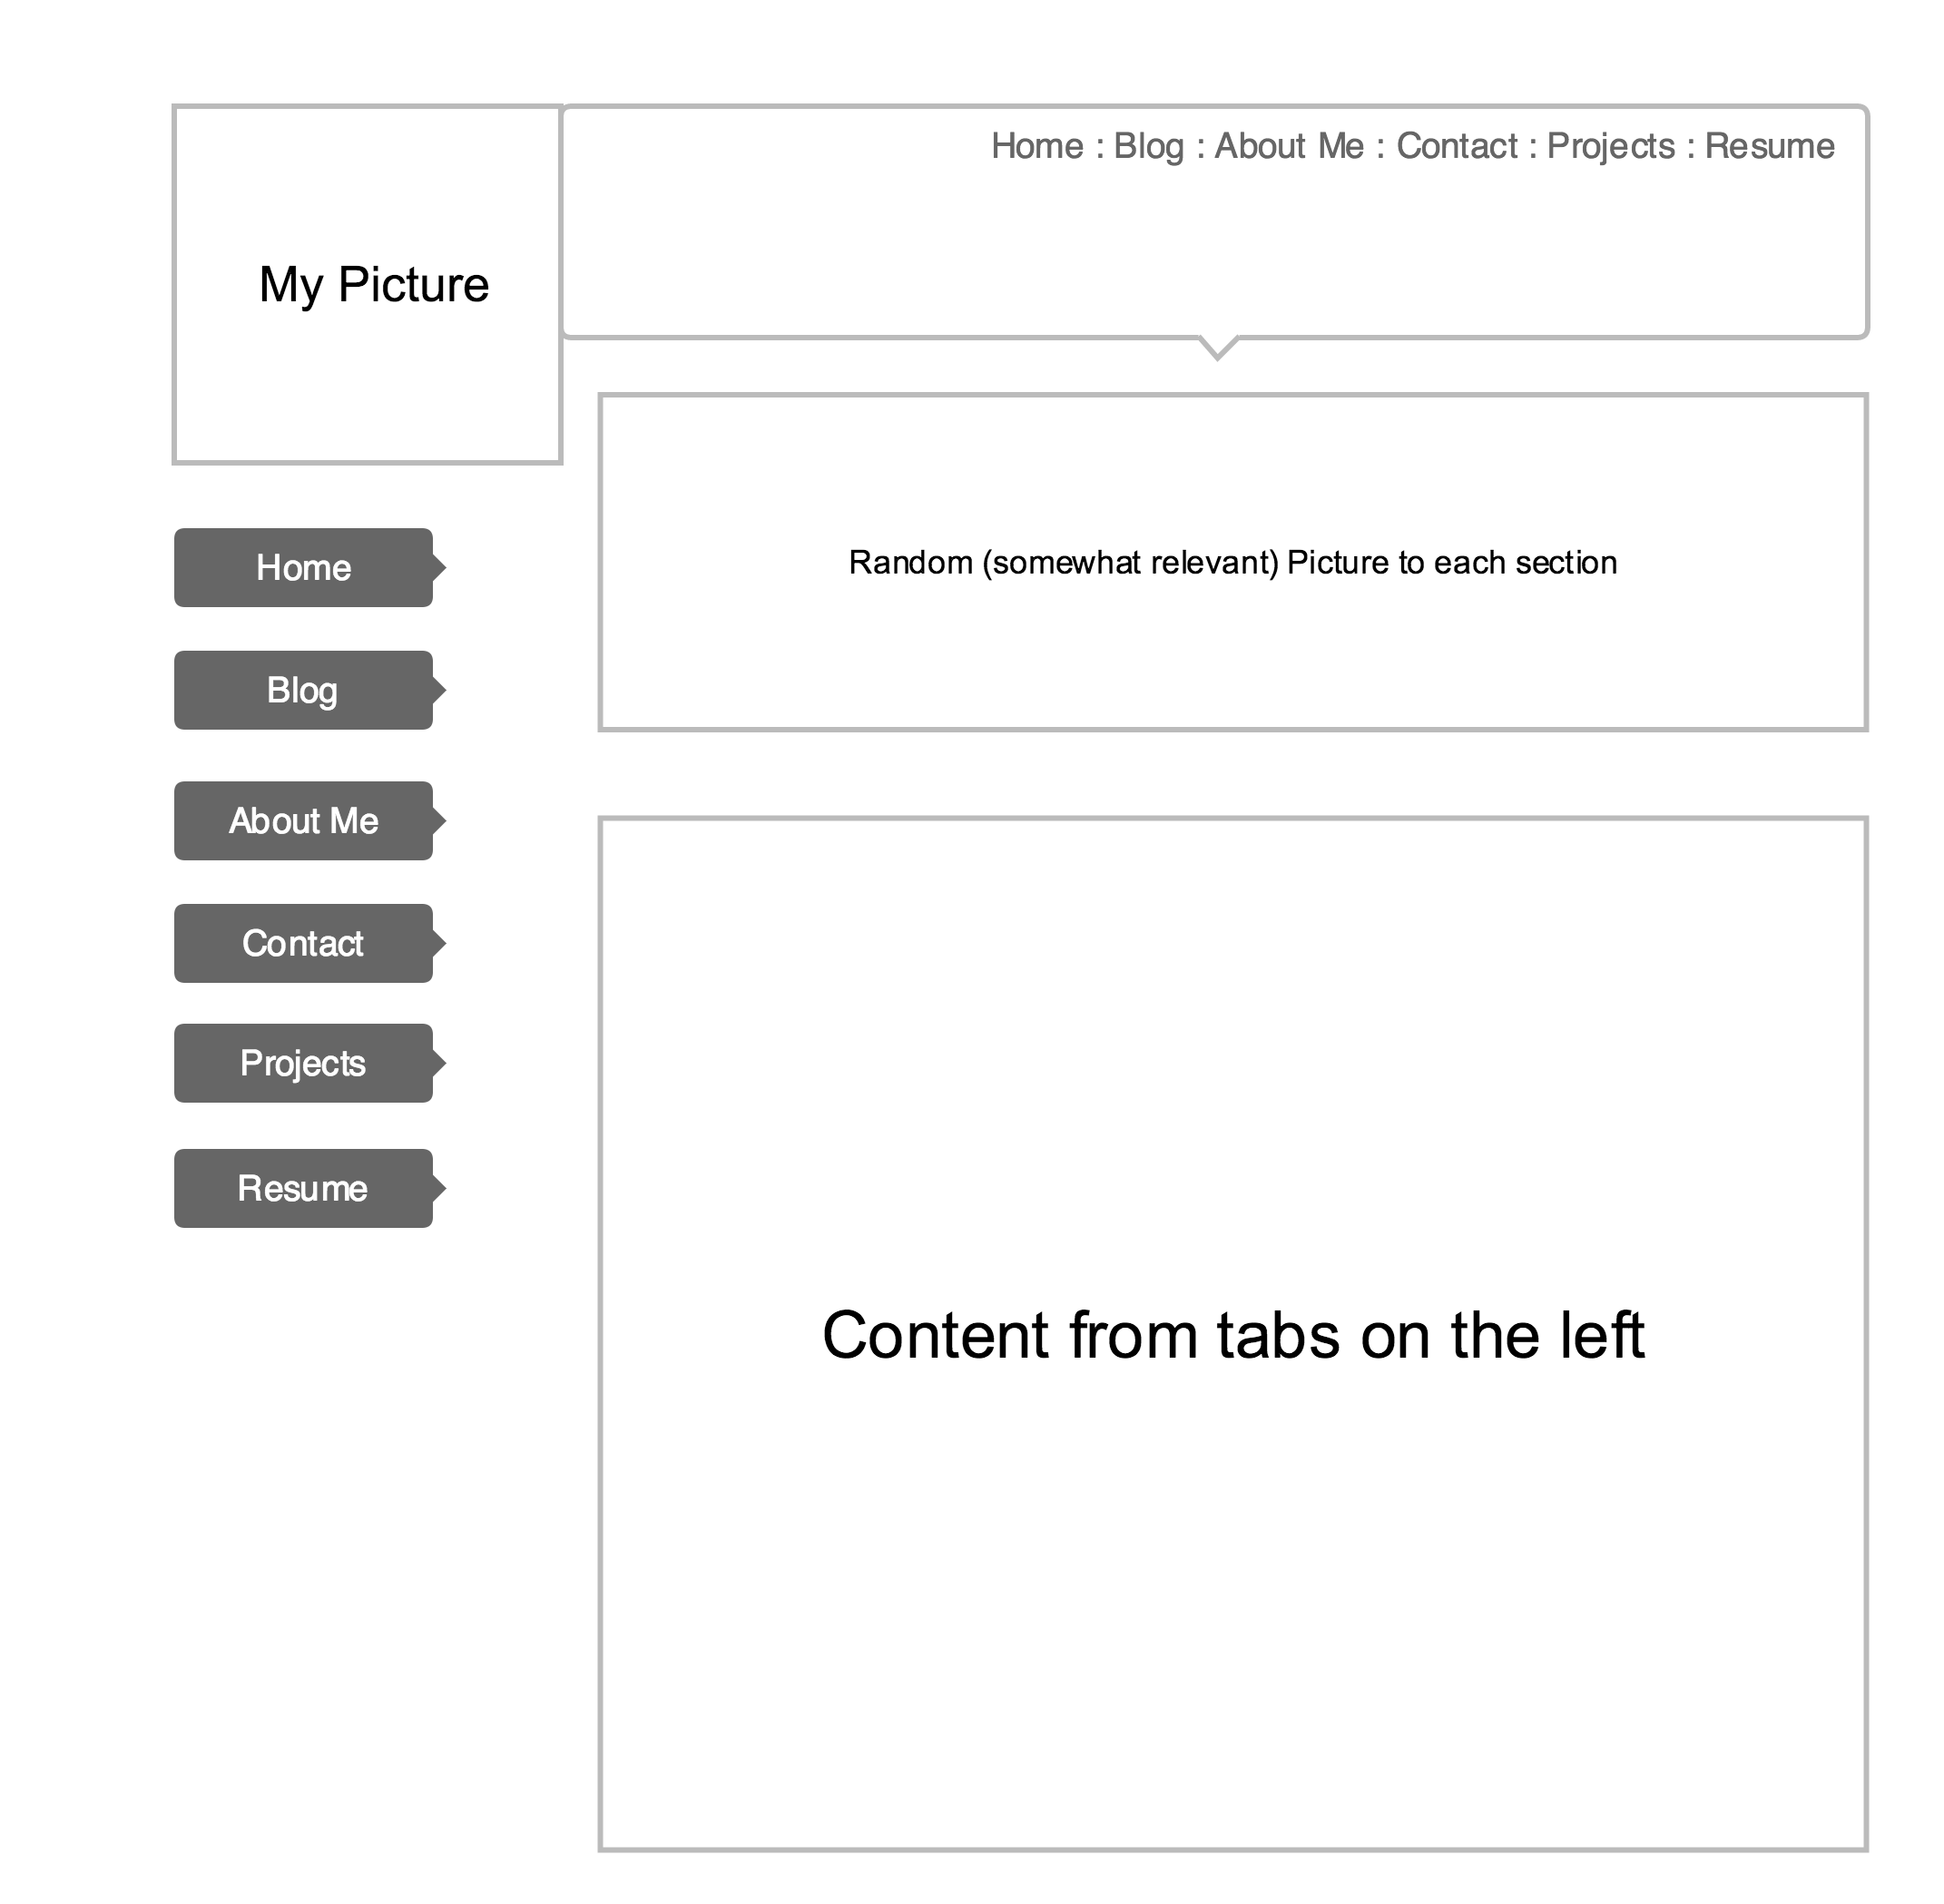 Home : Blog : About Me : Contact : Projects : Resume
My Picture
Random (somewhat relevant) Picture to each section
Home
Blog
About Me
Contact
Projects
Resume
Content from tabs on the left